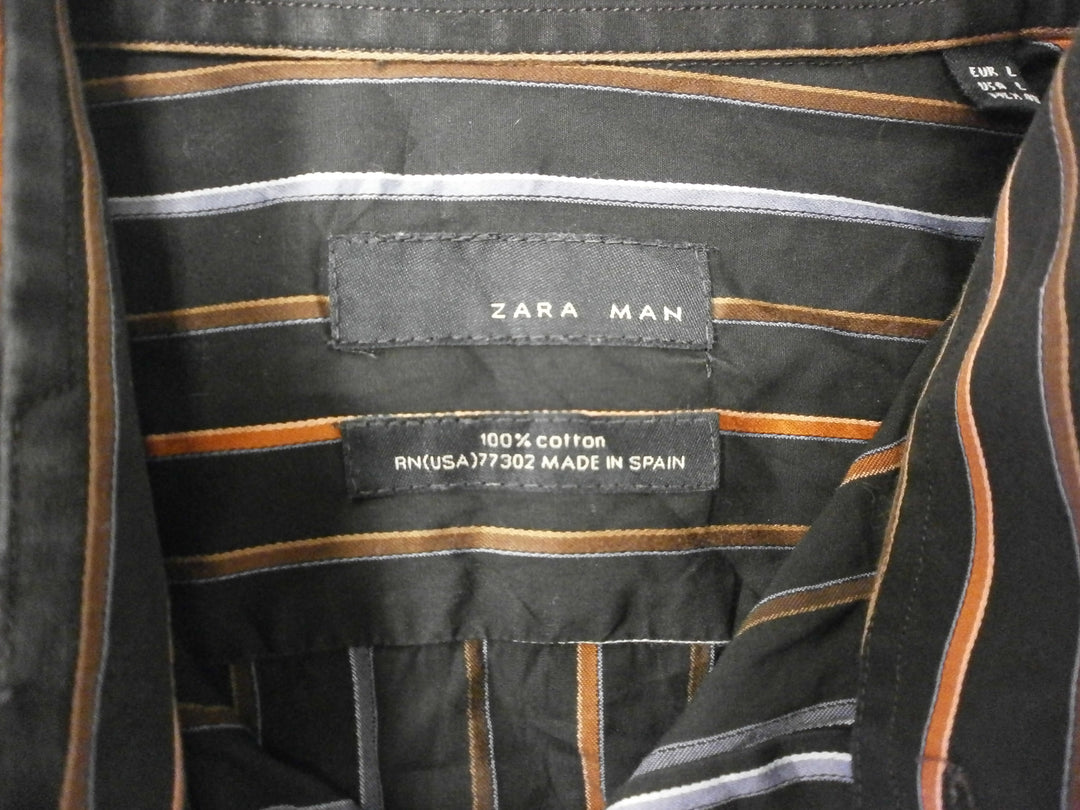 EUR L
USA L
ZARA MAN
100% cotton
RN(USA)77302 MADE IN SPAIN